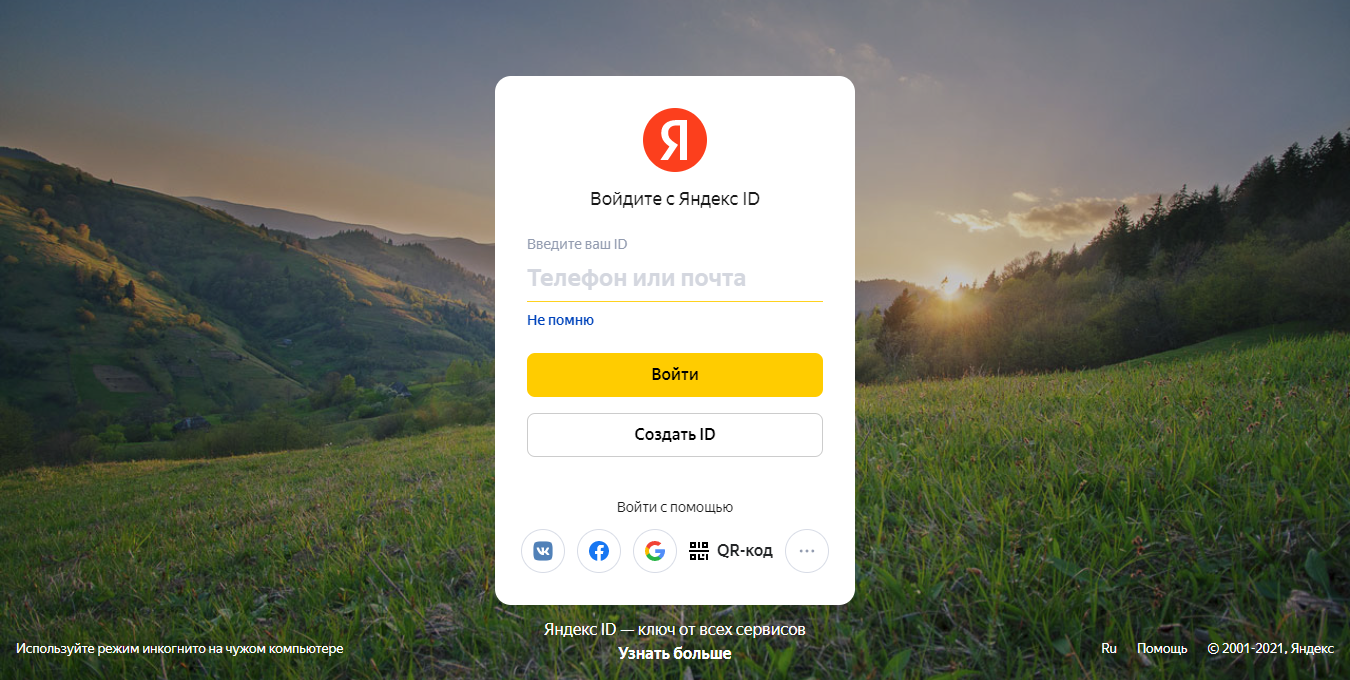 Я
Войдите с Яндекс ID
Введите ваш ID
Телефон или почта
Не помню
Войти
Создать ID
Войти с помощью
QR-код
Яндекс ID — ключ от всех сервисов
Узнать больше
Используйте режим инкогнито на чужом компьютере
Ru Помощь © 2001-2021, Яндекс